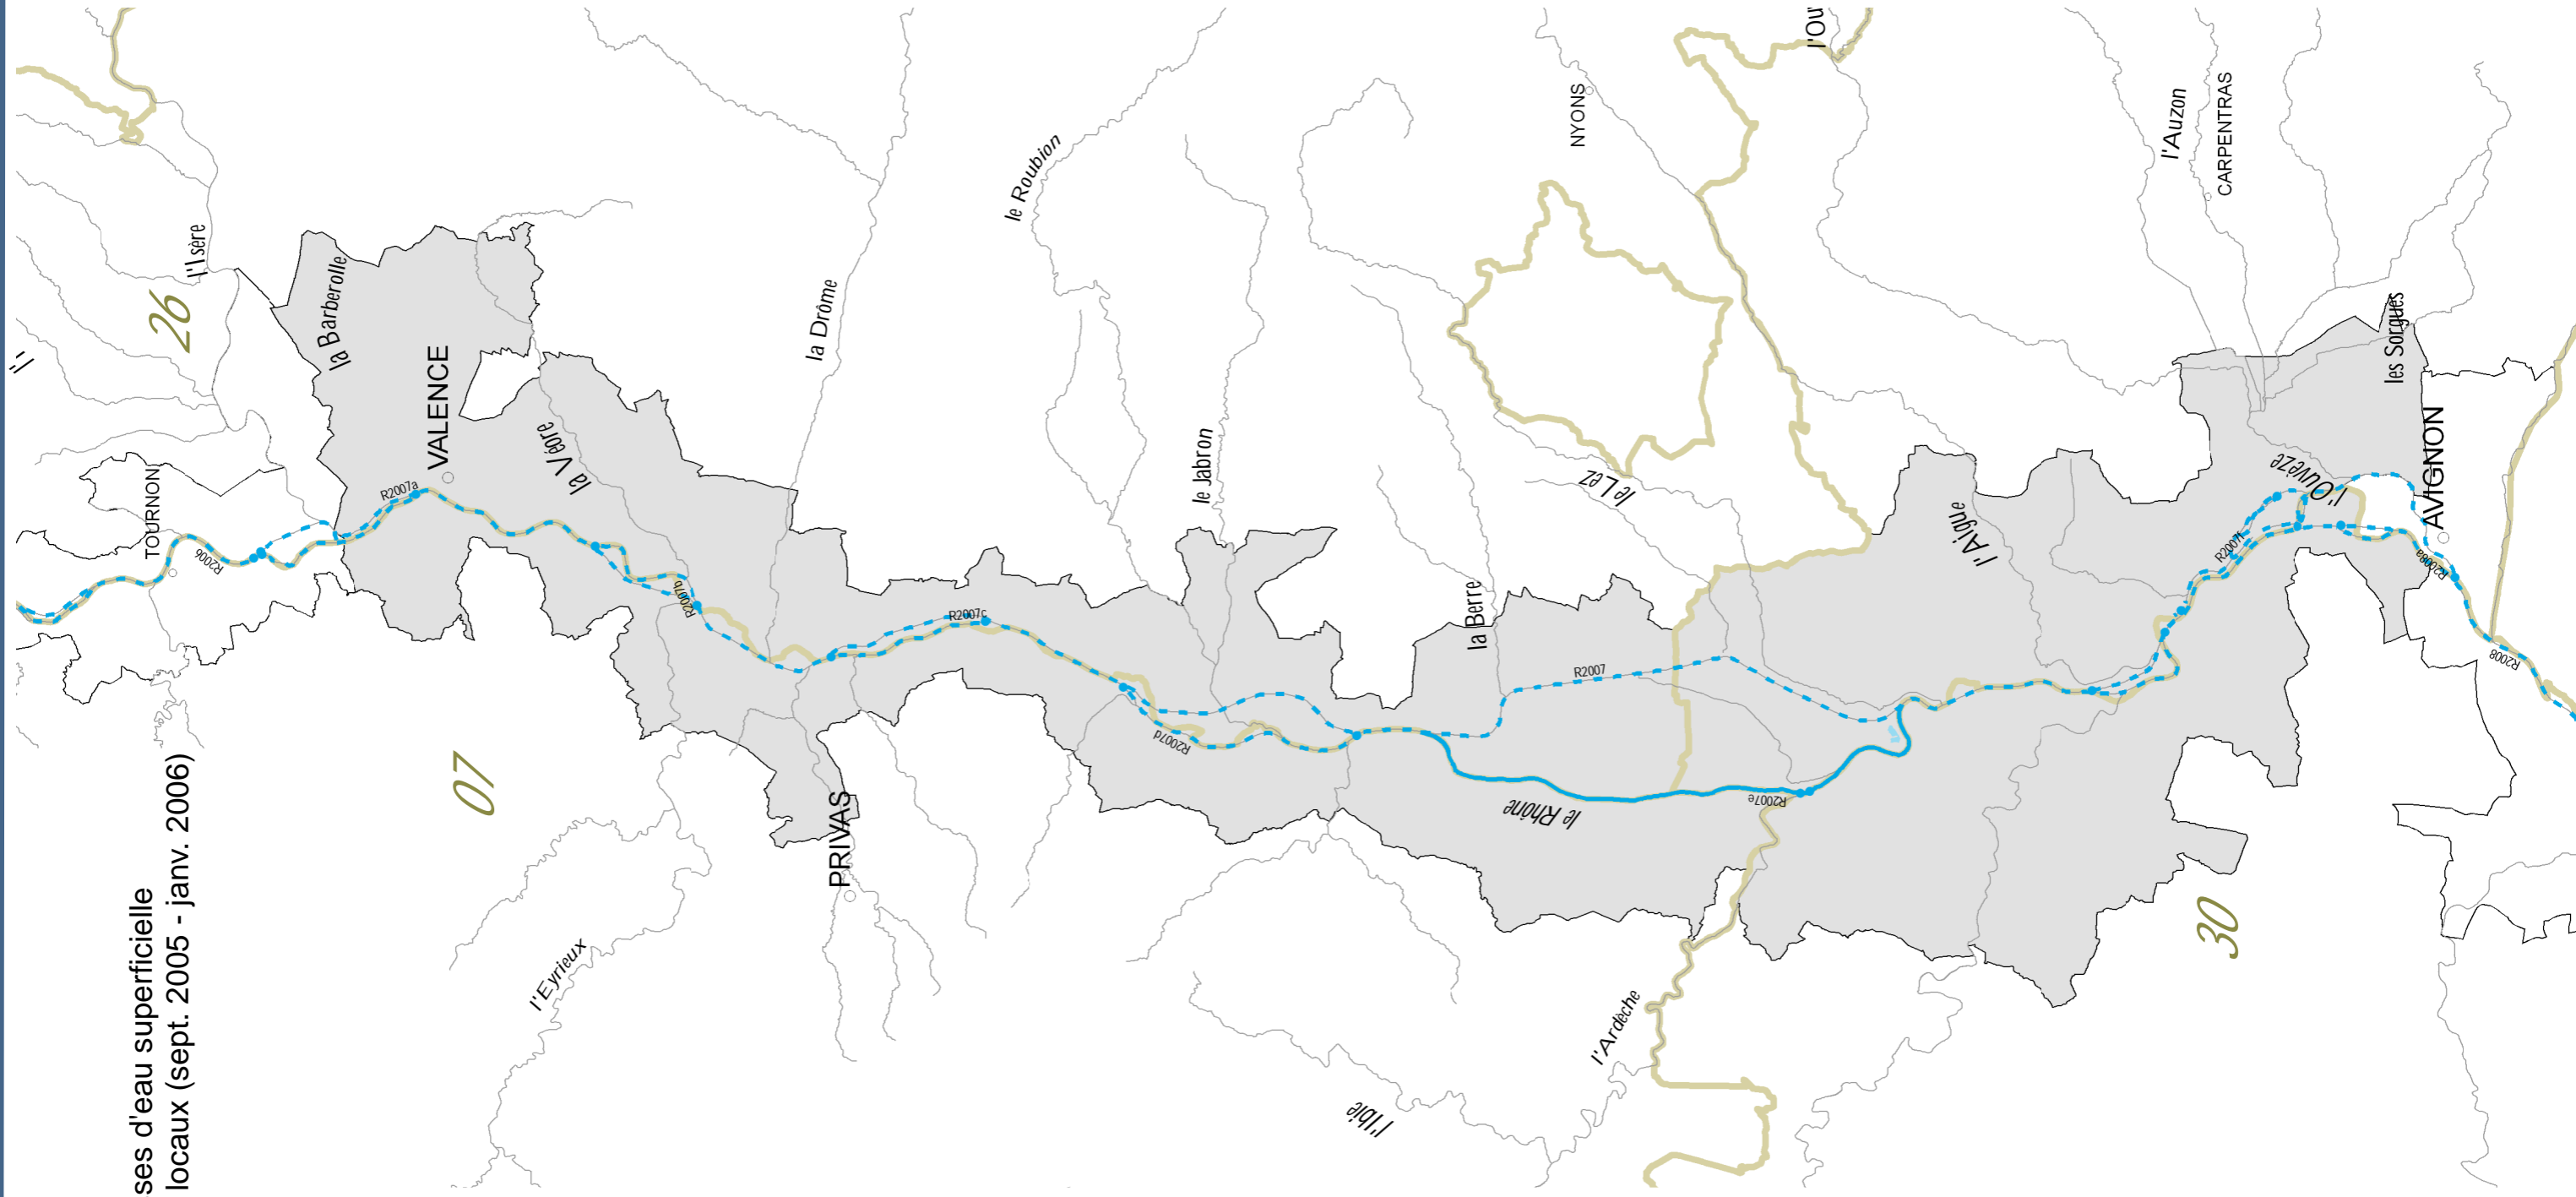 ses d'eau superficielle
locaux (sept. 2005 - janv. 2006)
26
07
30
l'Isère
la Barberolle
VALENCE
TOURNON
R2006
R2007a
la Véore
R2007b
la Drôme
PRIVAS
l'Eyrieux
R2007c
le Roubion
le Jabron
R2007d
la Berre
R2007
le Rhône
R2007e
NYONS
le Lez
l'Ardèche
l'Ibie
l'Ou
l'Aigue
l'Auzon
CARPENTRAS
les Sorgues
l'Ouvèze
R2007f
AVIGNON
R2008a
R2008